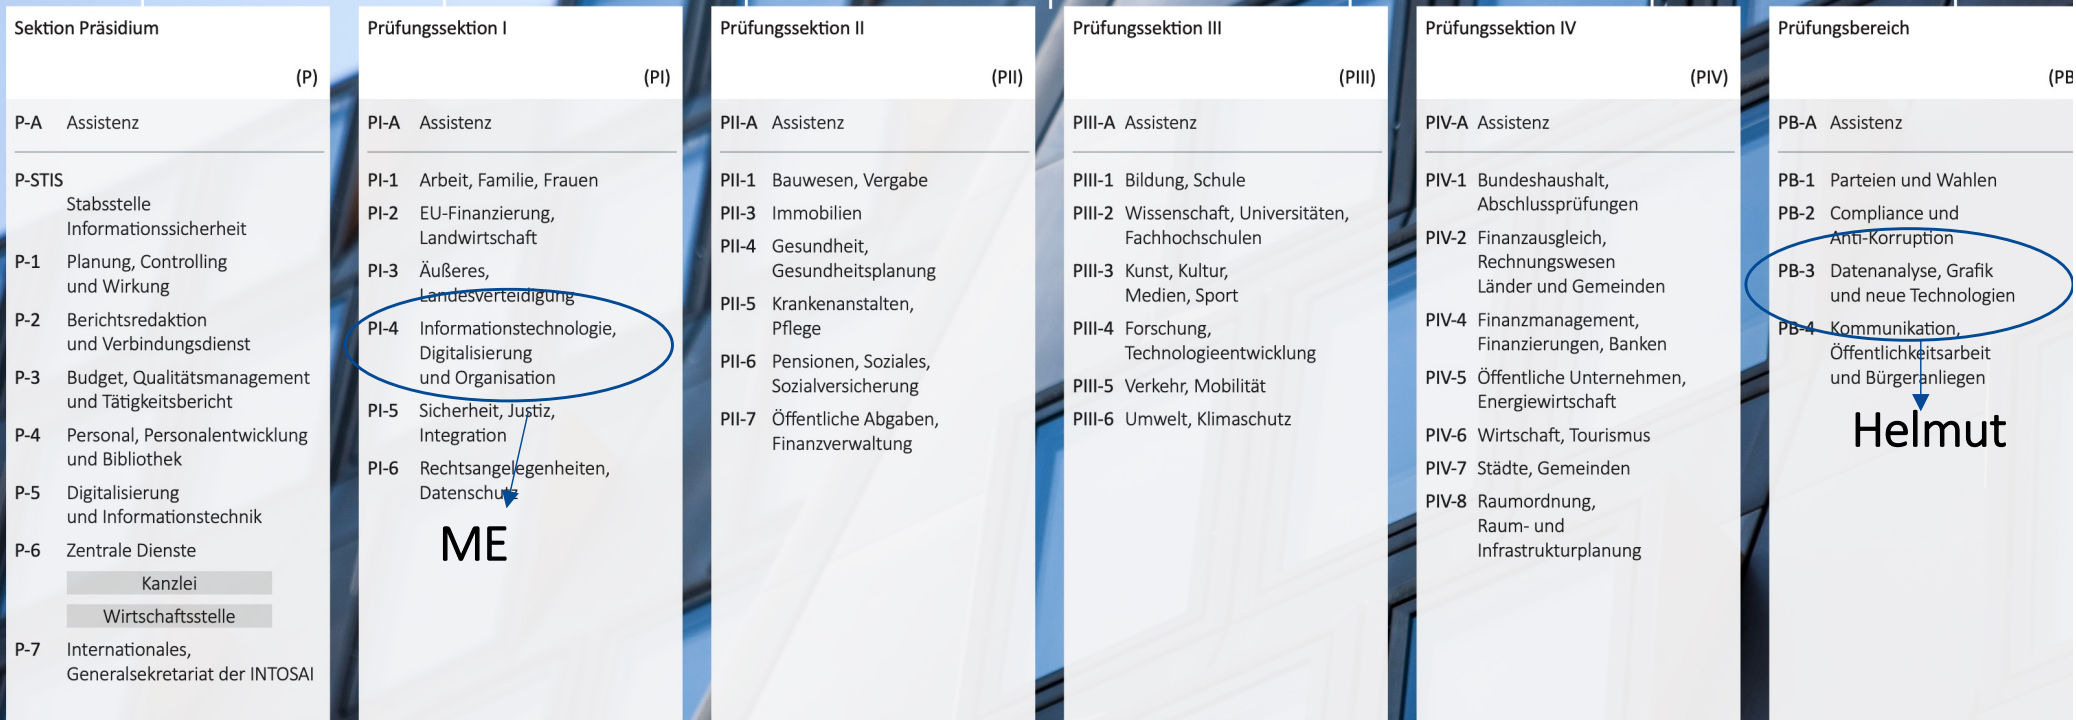 Sektion Präsidium
(P)
P-A Assistenz
P-STIS
Stabsstelle
Informationssicherheit
P-1 Planung, Controlling
und Wirkung
P-2 Berichtsredaktion
und Verbindungsdienst
P-3 Budget, Qualitätsmanagement
und Tätigkeitsbericht
P-4 Personal, Personalentwicklung
und Bibliothek
P-5 Digitalisierung
und Informationstechnik
P-6 Zentrale Dienste
Kanzlei
Wirtschaftsstelle
P-7 Internationales,
Generalsekretariat der INTOSAI
Prüfungssektion I
(PI)
PI-A Assistenz
PI-1 Arbeit, Familie, Frauen
PI-2 EU-Finanzierung,
Landwirtschaft
PI-3 Äußeres,
Landesverteidigung
PI-4 Informationstechnologie,
Digitalisierung
und Organisation
PI-5 Sicherheit, Justiz,
Integration
PI-6 Rechtsangelegenheiten,
Datenschutz
ME
Prüfungssektion II
(PII)
PII-A Assistenz
PII-1 Bauwesen, Vergabe
PII-3 Immobilien
PII-4 Gesundheit,
Gesundheitsplanung
PII-5 Krankenanstalten,
Pflege
PII-6 Pensionen, Soziales,
Sozialversicherung
PII-7 Öffentliche Abgaben,
Finanzverwaltung
Prüfungssektion III
(PIII)
PIII-A Assistenz
PIII-1 Bildung, Schule
PIII-2 Wissenschaft, Universitäten,
Fachhochschulen
PIII-3 Kunst, Kultur,
Medien, Sport
PIII-4 Forschung,
Technologieentwicklung
PIII-5 Verkehr, Mobilität
PIII-6 Umwelt, Klimaschutz
Prüfungssektion IV
(PIV)
PIV-A Assistenz
PIV-1 Bundeshaushalt,
Abschlussprüfungen
PIV-2 Finanzausgleich,
Rechnungswesen
Länder und Gemeinden
PIV-4 Finanzmanagement,
Finanzierungen, Banken
PIV-5 Öffentliche Unternehmen,
Energiewirtschaft
PIV-6 Wirtschaft, Tourismus
PIV-7 Städte, Gemeinden
PIV-8 Raumordnung,
Raum- und
Infrastrukturplanung
Prüfungsbereich
(PB
PB-A Assistenz
PB-1 Parteien und Wahlen
PB-2 Compliance und
Anti-Korruption
PB-3 Datenanalyse, Grafik
und neue Technologien
PB-4 Kommunikation,
Öffentlichkeitsarbeit
und Bürgeranliegen
Helmut